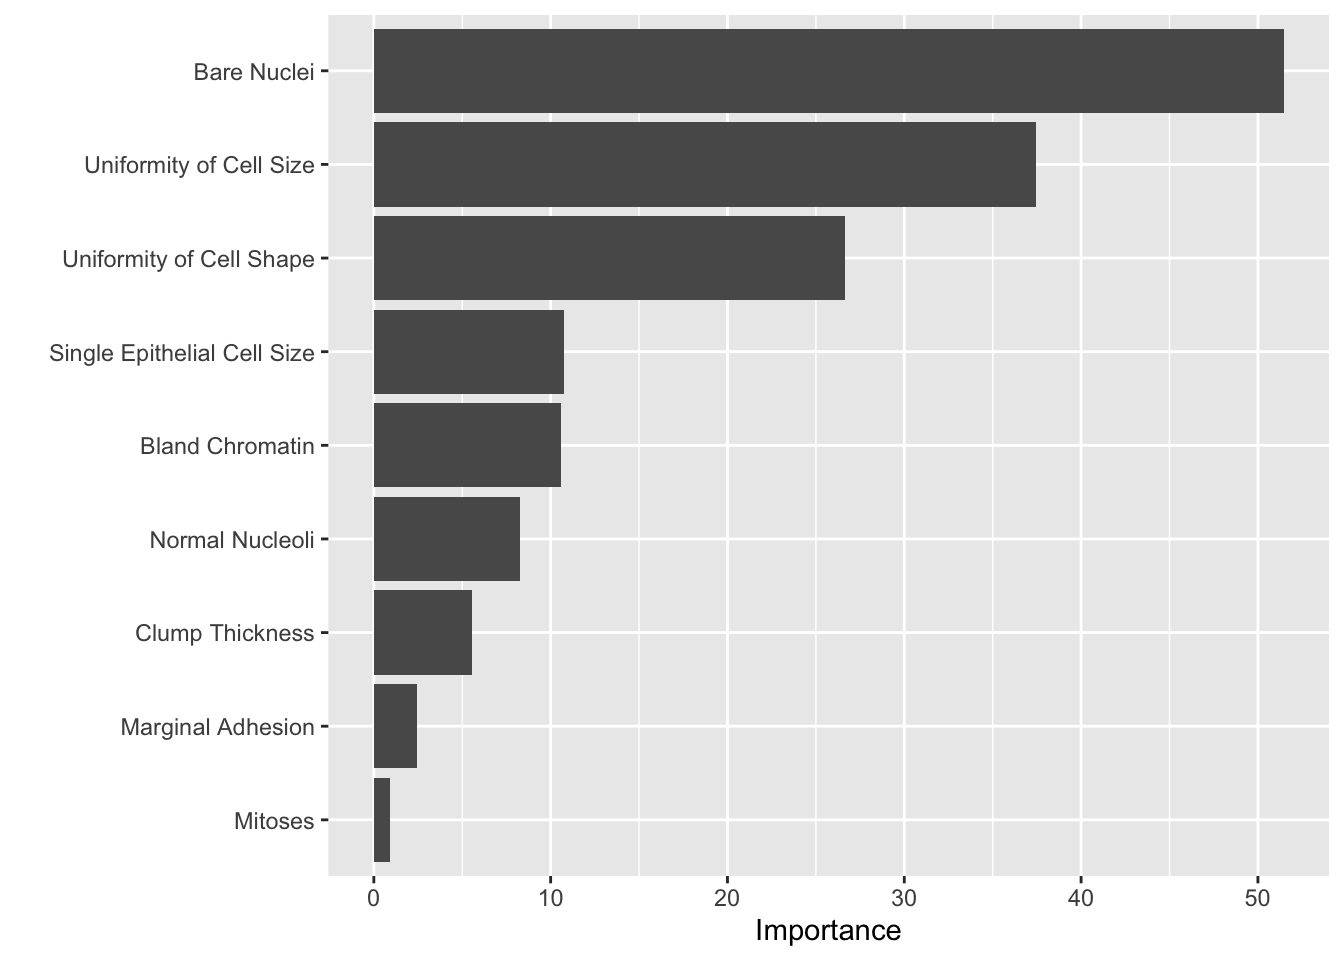 Bare Nuclei
Uniformity of Cell Size
Uniformity of Cell Shape
Single Epithelial Cell Size
Bland Chromatin
Normal Nucleoli
Clump Thickness
Marginal Adhesion
Mitoses
0 10 20 30 40 50
Importance